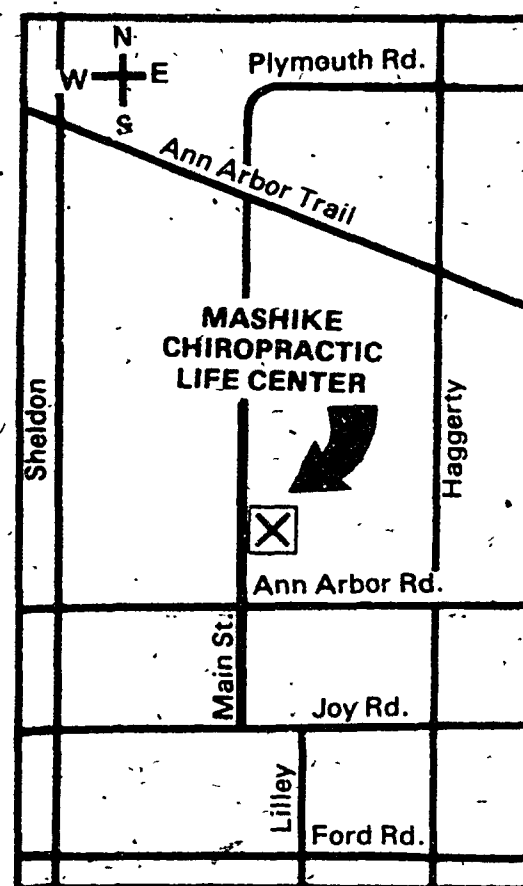 N
Plymouth Rd.
W E
S
Ann Arbor Trail
MASHIKE
CHIROPRACTIC
LIFE CENTER
Sheldon
Haggerty
Ann Arbor Rd.
Main St.
Joy Rd.
Lilley
Ford Rd.